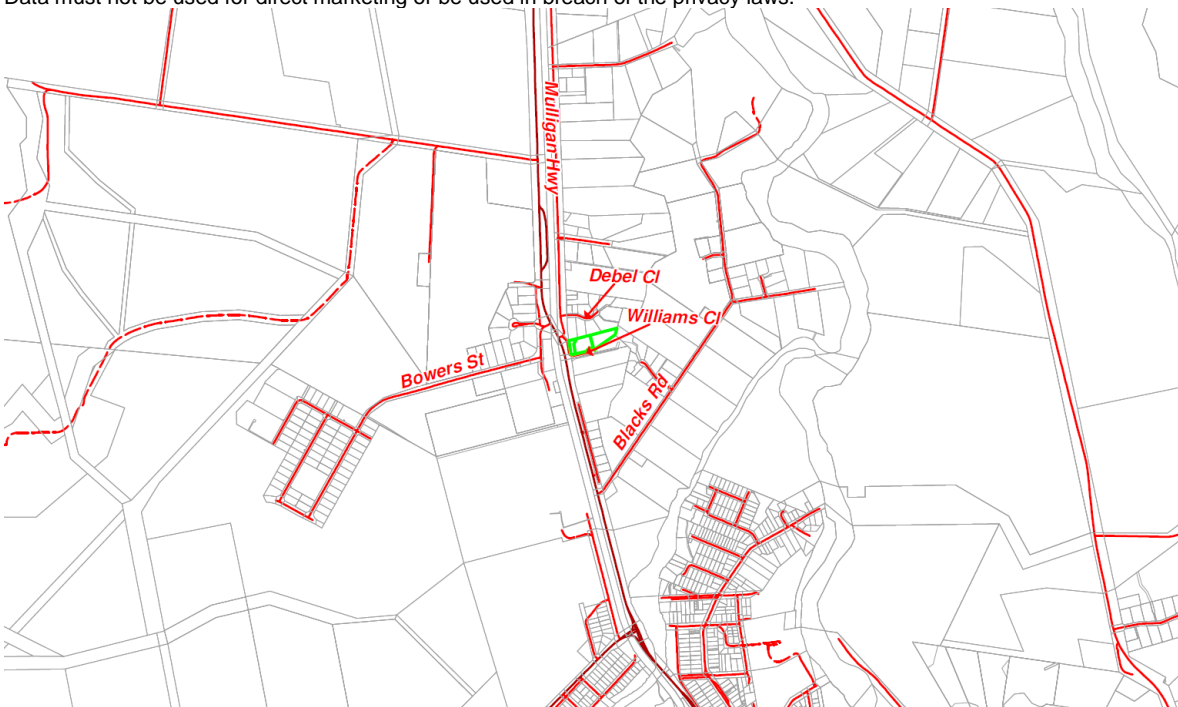 Data must not be used for direct marketing or be used in breach of the privacy laws.
Mulligan Hwy
Debel Cl
Williams Cl
Bowers St
Blacks Rd